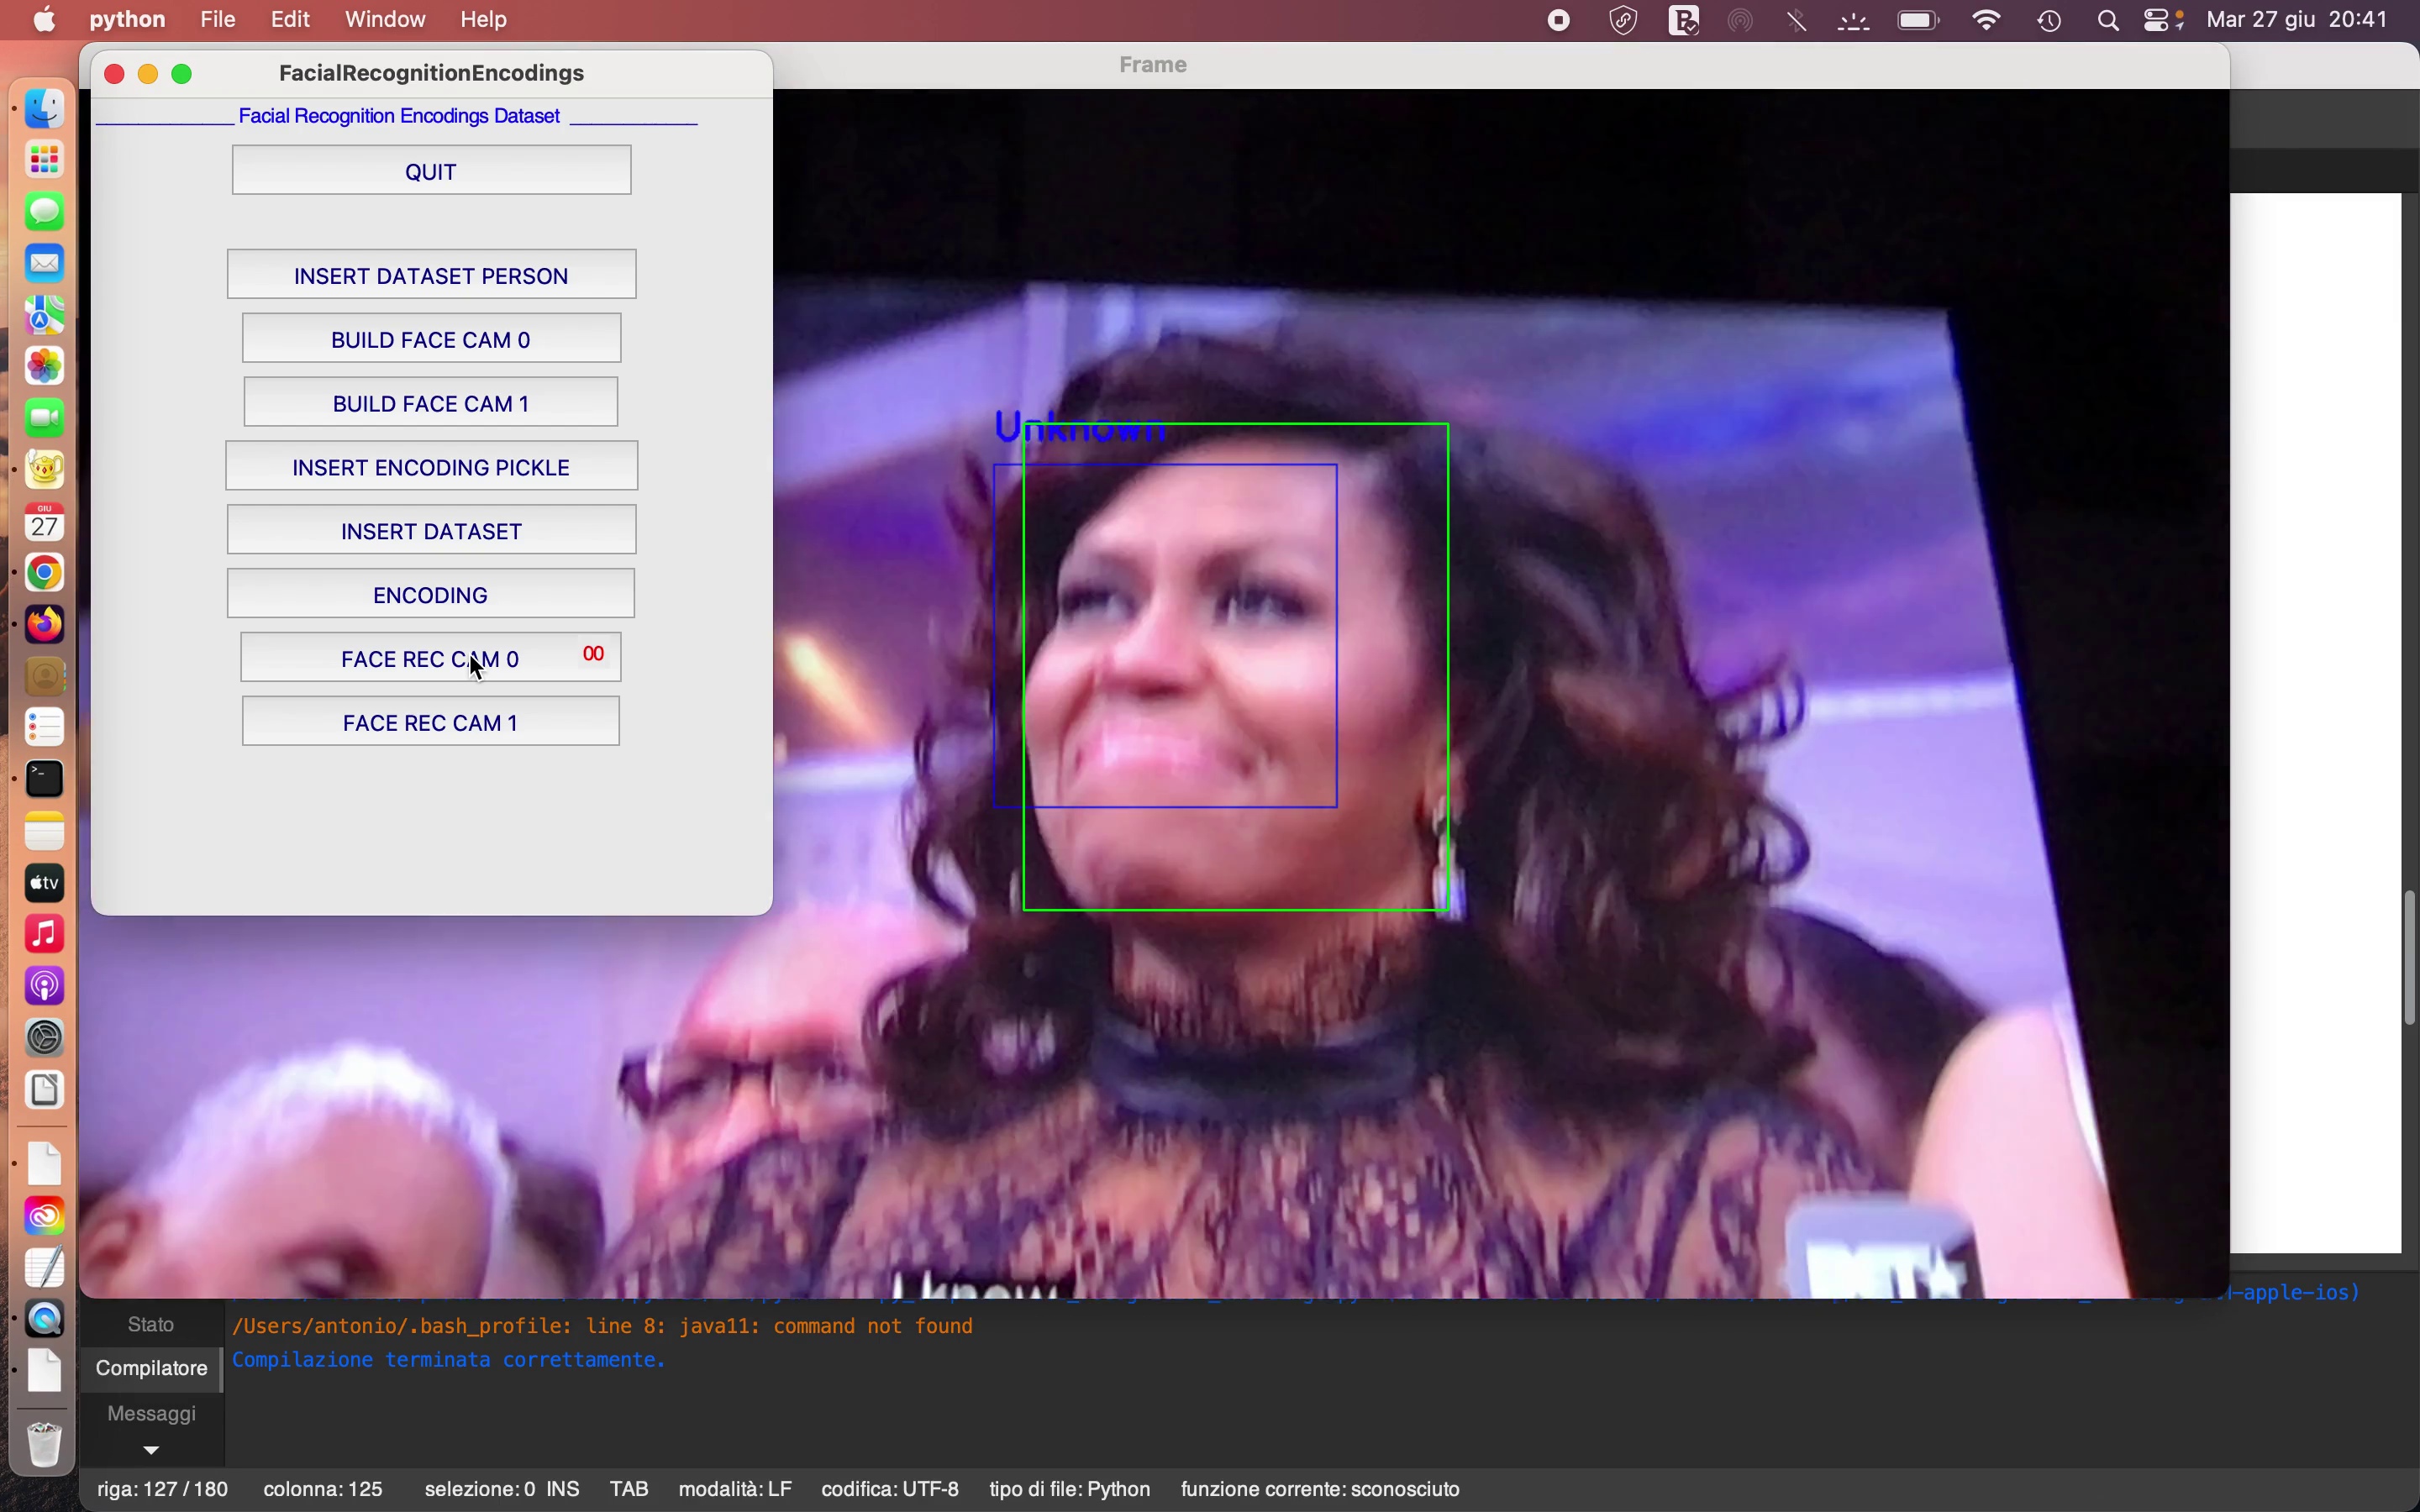 python File Edit Window Help
Mar 27 giu 20:41
Frame
FacialRecognitionEncodings
Facial Recognition Encodings Dataset
QUIT
INSERT DATASET PERSON
BUILD FACE CAM 0
BUILD FACE CAM 1
INSERT ENCODING PICKLE
INSERT DATASET
ENCODING
FACE REC CAM 0 00
FACE REC CAM 1
Unknown
GIU
27
tv
I know
-apple-ios)
Stato
/Users/antonio/.bash_profile: line 8: java11: command not found
Compilatore
Compilazione terminata correttamente.
Messaggi
riga: 127 / 180 colonna: 125 selezione: 0 INS TAB modalità: LF codifica: UTF-8 tipo di file: Python funzione corrente: sconosciuto